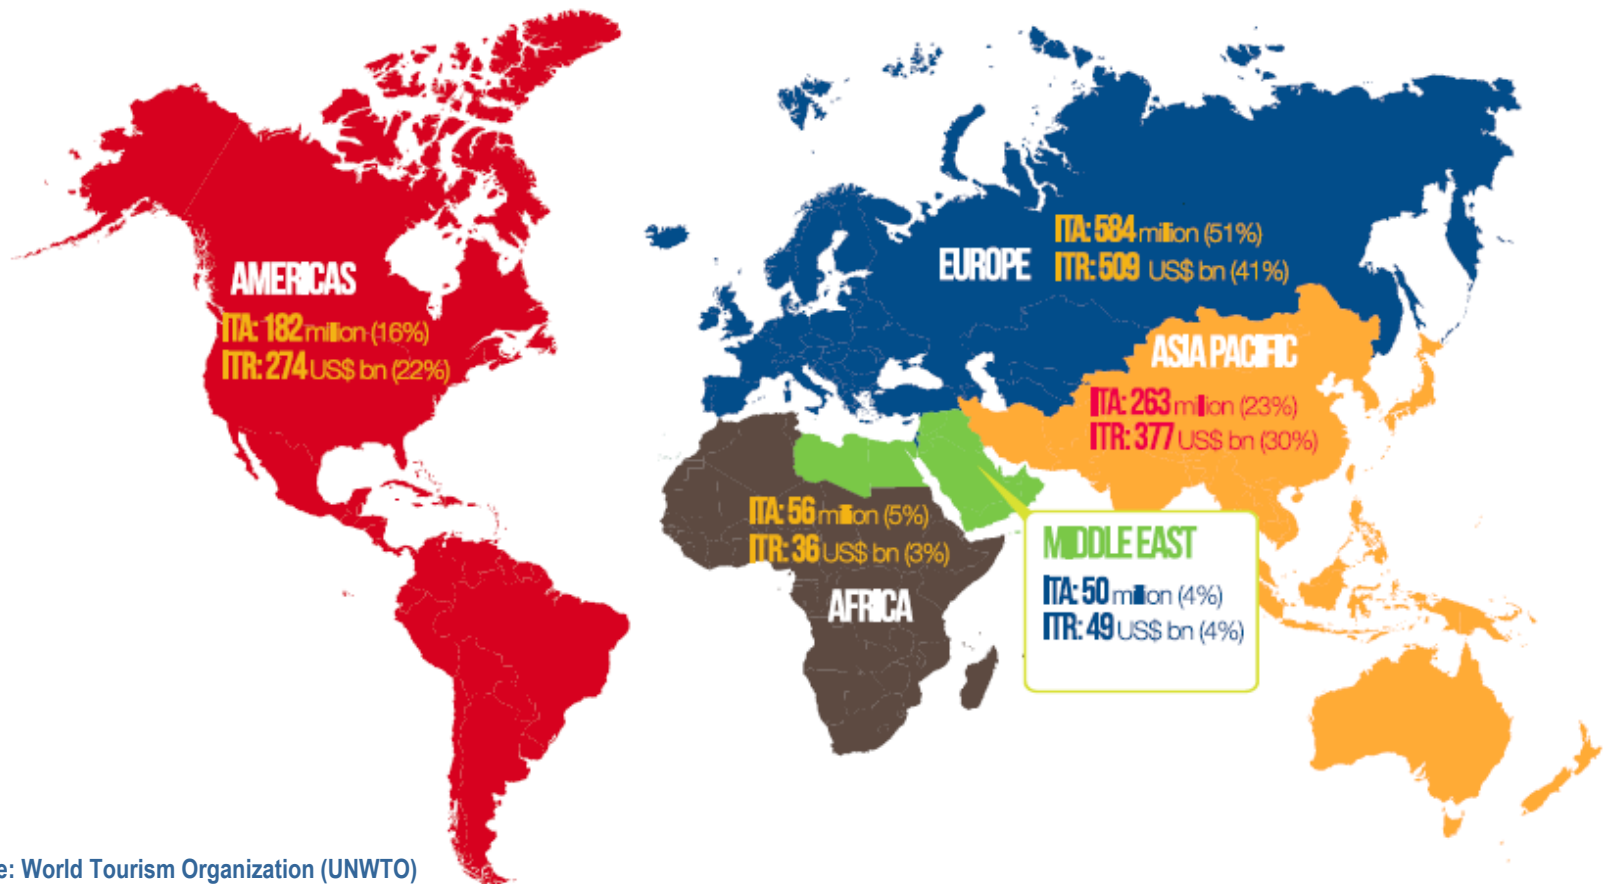 AMERICAS
ITA: 182 million (16%)
ITR: 274 US$ bn (22%)
EUROPE
ITA: 584 million (51%)
ITR: 509 US$ bn (41%)
ASIA PACIFIC
ITA: 263 million (23%)
ITR: 377 US$ bn (30%)
ITA: 56 million (5%)
ITR: 36 US$ bn (3%)
AFRICA
MIDDLE EAST
ITA: 50 million (4%)
ITR: 49 US$ bn (4%)
e: World Tourism Organization (UNWTO)